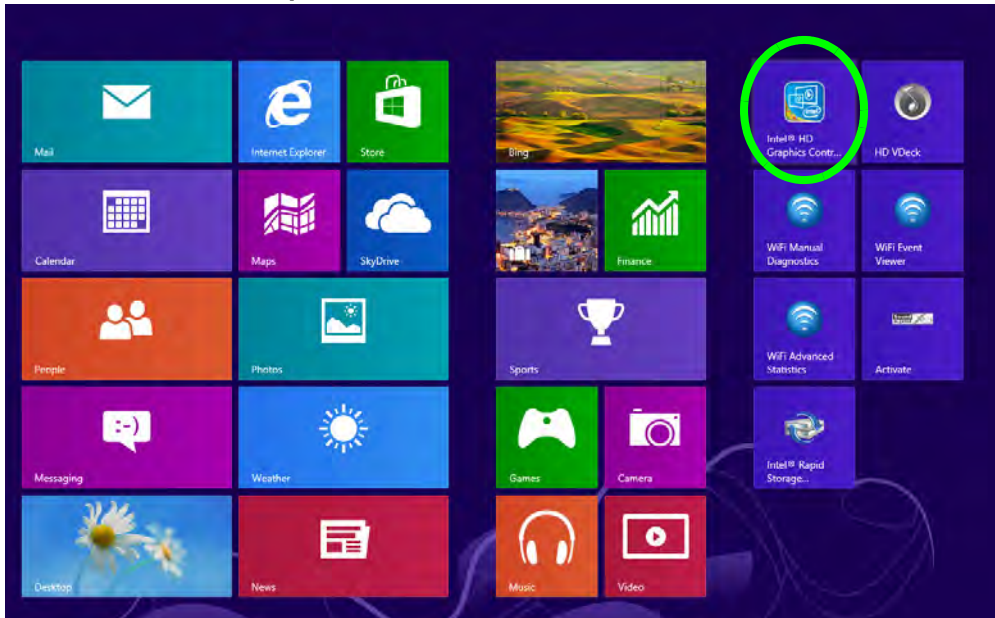 Mail
Internet Explorer
Store
Bing
Intel® HD
Graphics Contr...
HD VDeck
Calendar
Maps
SkyDrive
Finance
WiFi Manual
Diagnostics
WiFi Event
Viewer
People
Photos
Sports
WiFi Advanced
Statistics
Activate
:-)
Messaging
Weather
Games
Camera
Intel® Rapid
Storage...
Desktop
News
Music
Video